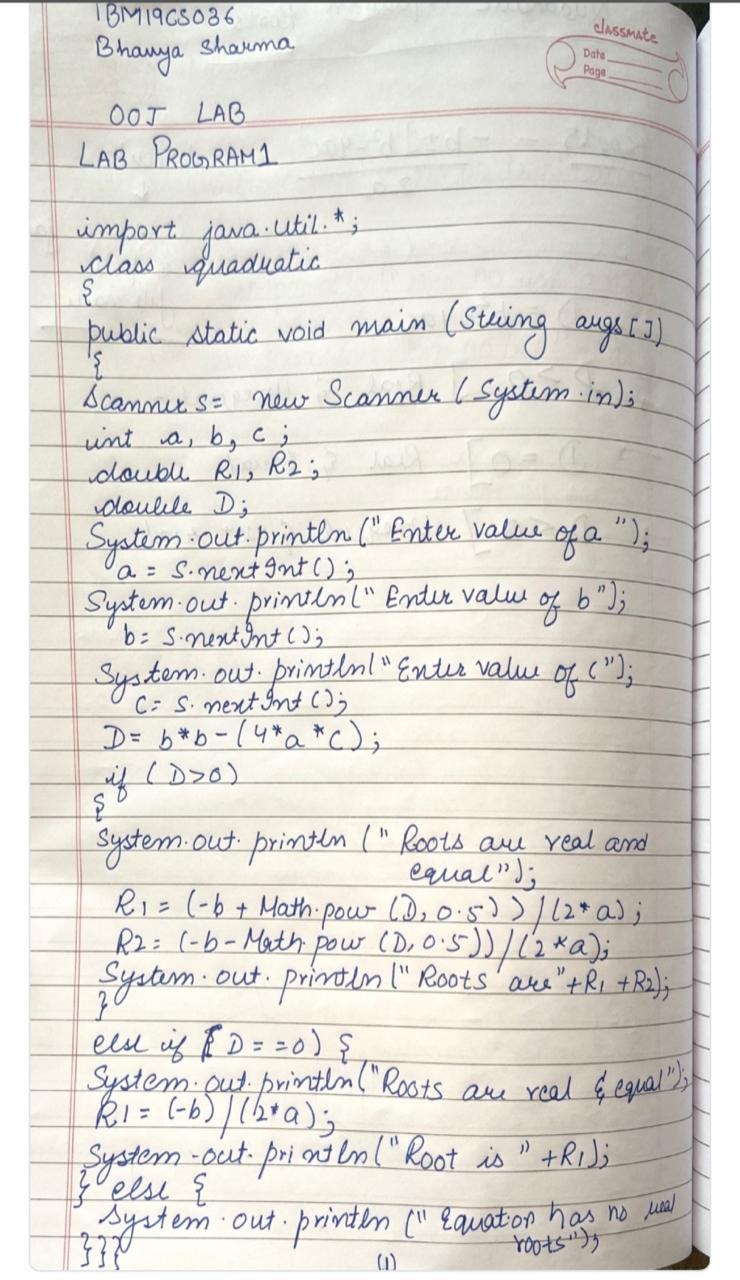 1BM19CS036
Bhavya Sharma
classmate
Date
Page
OOJ LAB
LAB PROGRAM1
import java.util.*;
class quadratic
{
public static void main (String args[])
{
Scanner s= new Scanner (System.in);
int a, b, c;
double R1, R2;
double D;
System.out.println(" Enter value of a ");
a = s.nextInt();
System.out.println(" Enter value of b");
b= s.nextInt();
System.out.println("Enter value of c");
c= s.nextInt();
D= b*b-(4*a*c);
if (D>0)
{
System.out.println (" Roots are real and
equal");
R1 = (-b + Math.pow (D, 0.5))/(2*a);
R2= (-b-Math.pow (D, 0.5))/(2*a);
System.out.println(" Roots are"+R1 +R2);
}
else if (D==0) {
System.out.println("Roots are real & equal");
R1 = (-b)/(2*a);
System.out.println("Root is " +R1);
} else {
System.out.println (" Equaton has no real
roots");
}}}
(1)